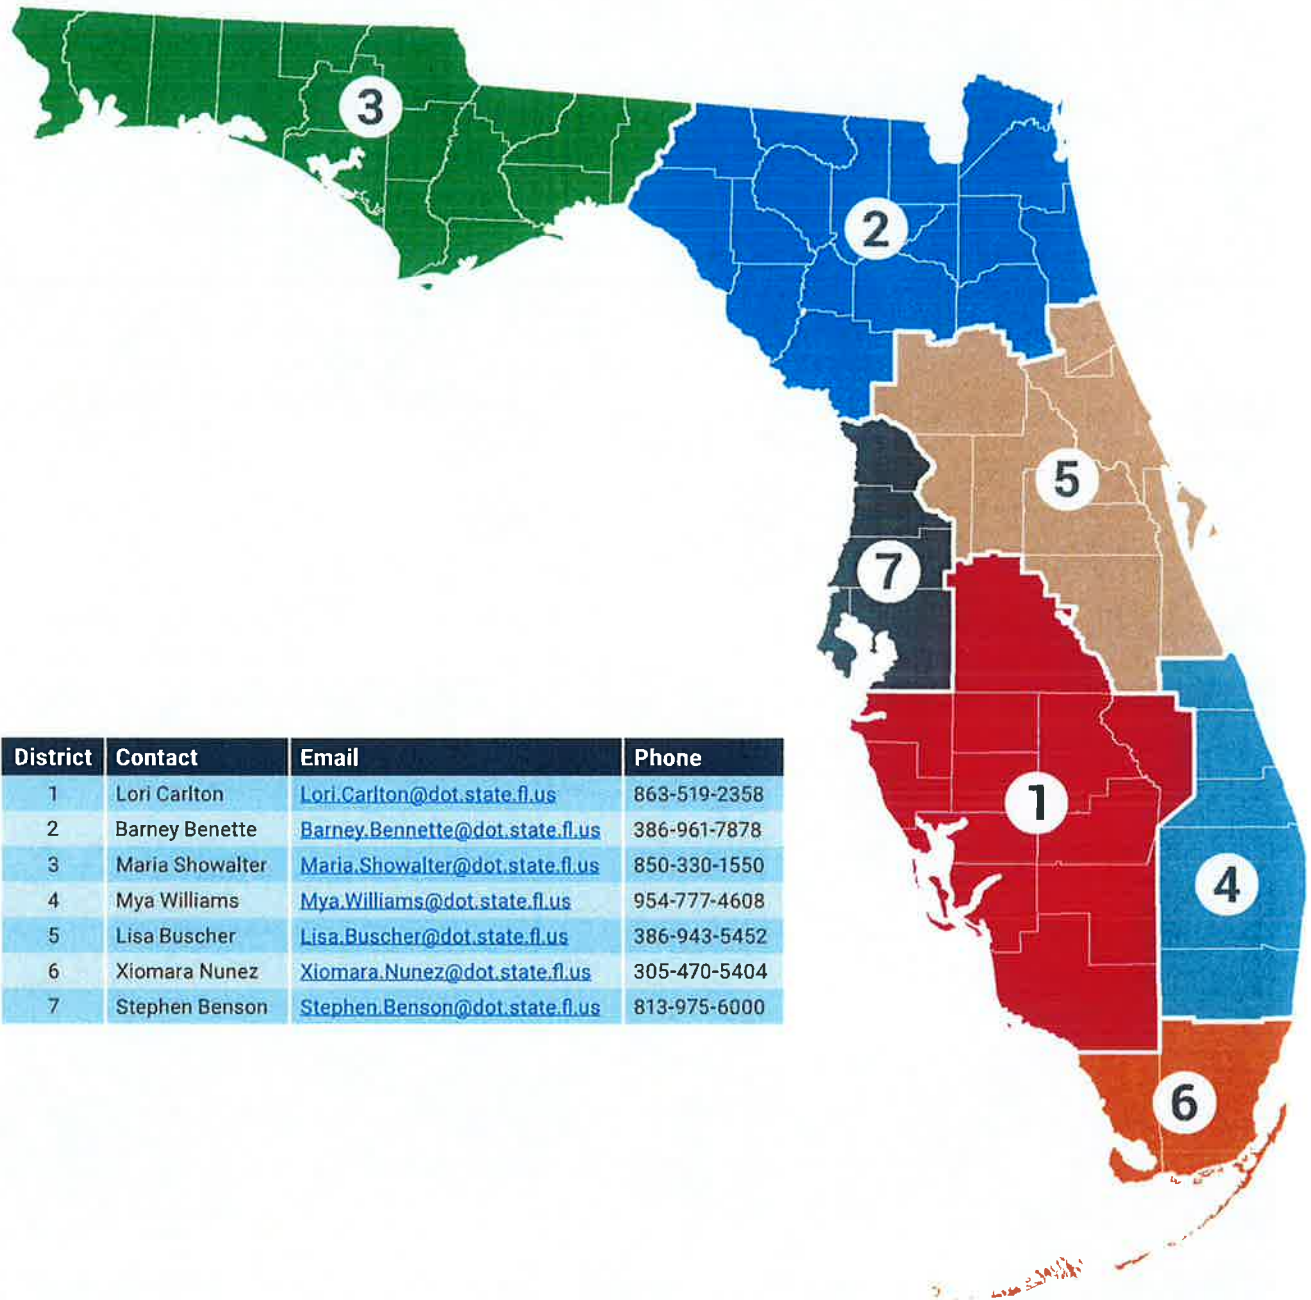 3
2
5
7
District Contact Email Phone
1 Lori Carlton Lori.Carlton@dot.state.fl.us 863-519-2358
2 Barney Benette Barney.Bennette@dot.state.fl.us 386-961-7878
3 Maria Showalter Maria.Showalter@dot.state.fl.us 850-330-1550
4 Mya Williams Mya.Williams@dot.state.fl.us 954-777-4608
5 Lisa Buscher Lisa.Buscher@dot.state.fl.us 386-943-5452
6 Xiomara Nunez Xiomara.Nunez@dot.state.fl.us 305-470-5404
7 Stephen Benson Stephen.Benson@dot.state.fl.us 813-975-6000
1
4
6